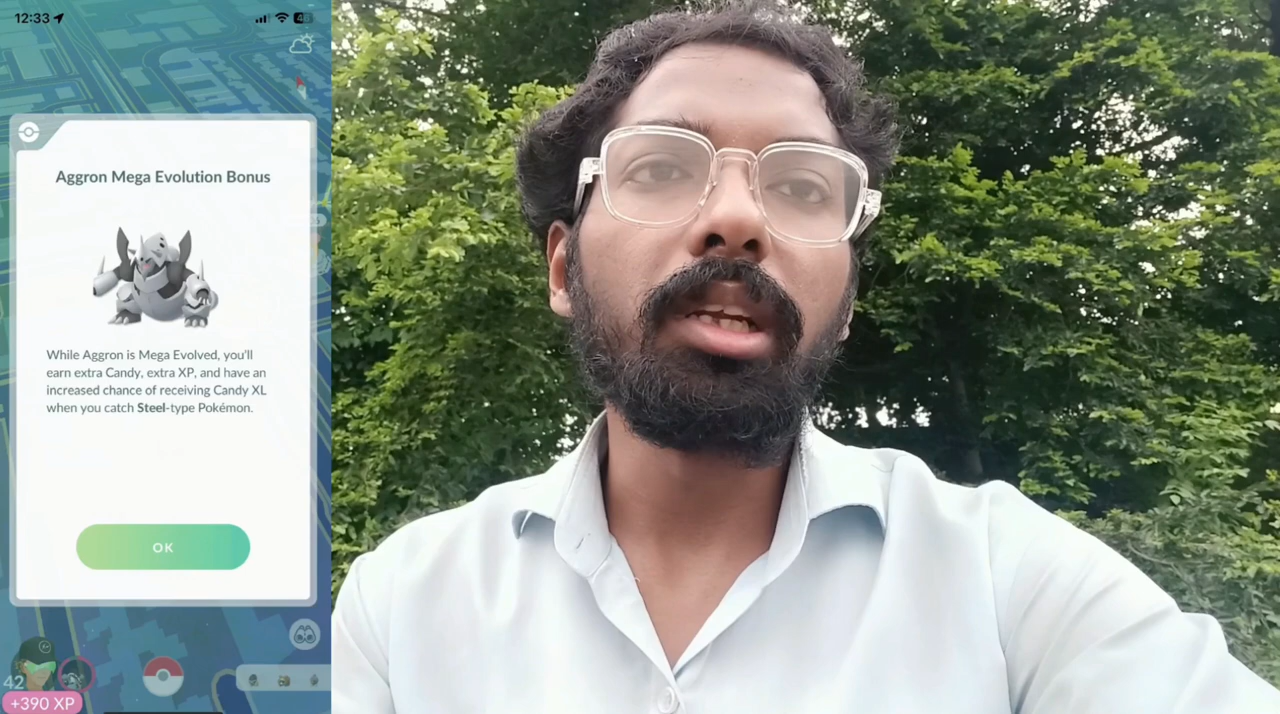 12:33
Aggron Mega Evolution Bonus
While Aggron is Mega Evolved, you'll
earn extra Candy, extra XP, and have an
increased chance of receiving Candy XL
when you catch Steel-type Pokémon.
OK
42
+390 XP